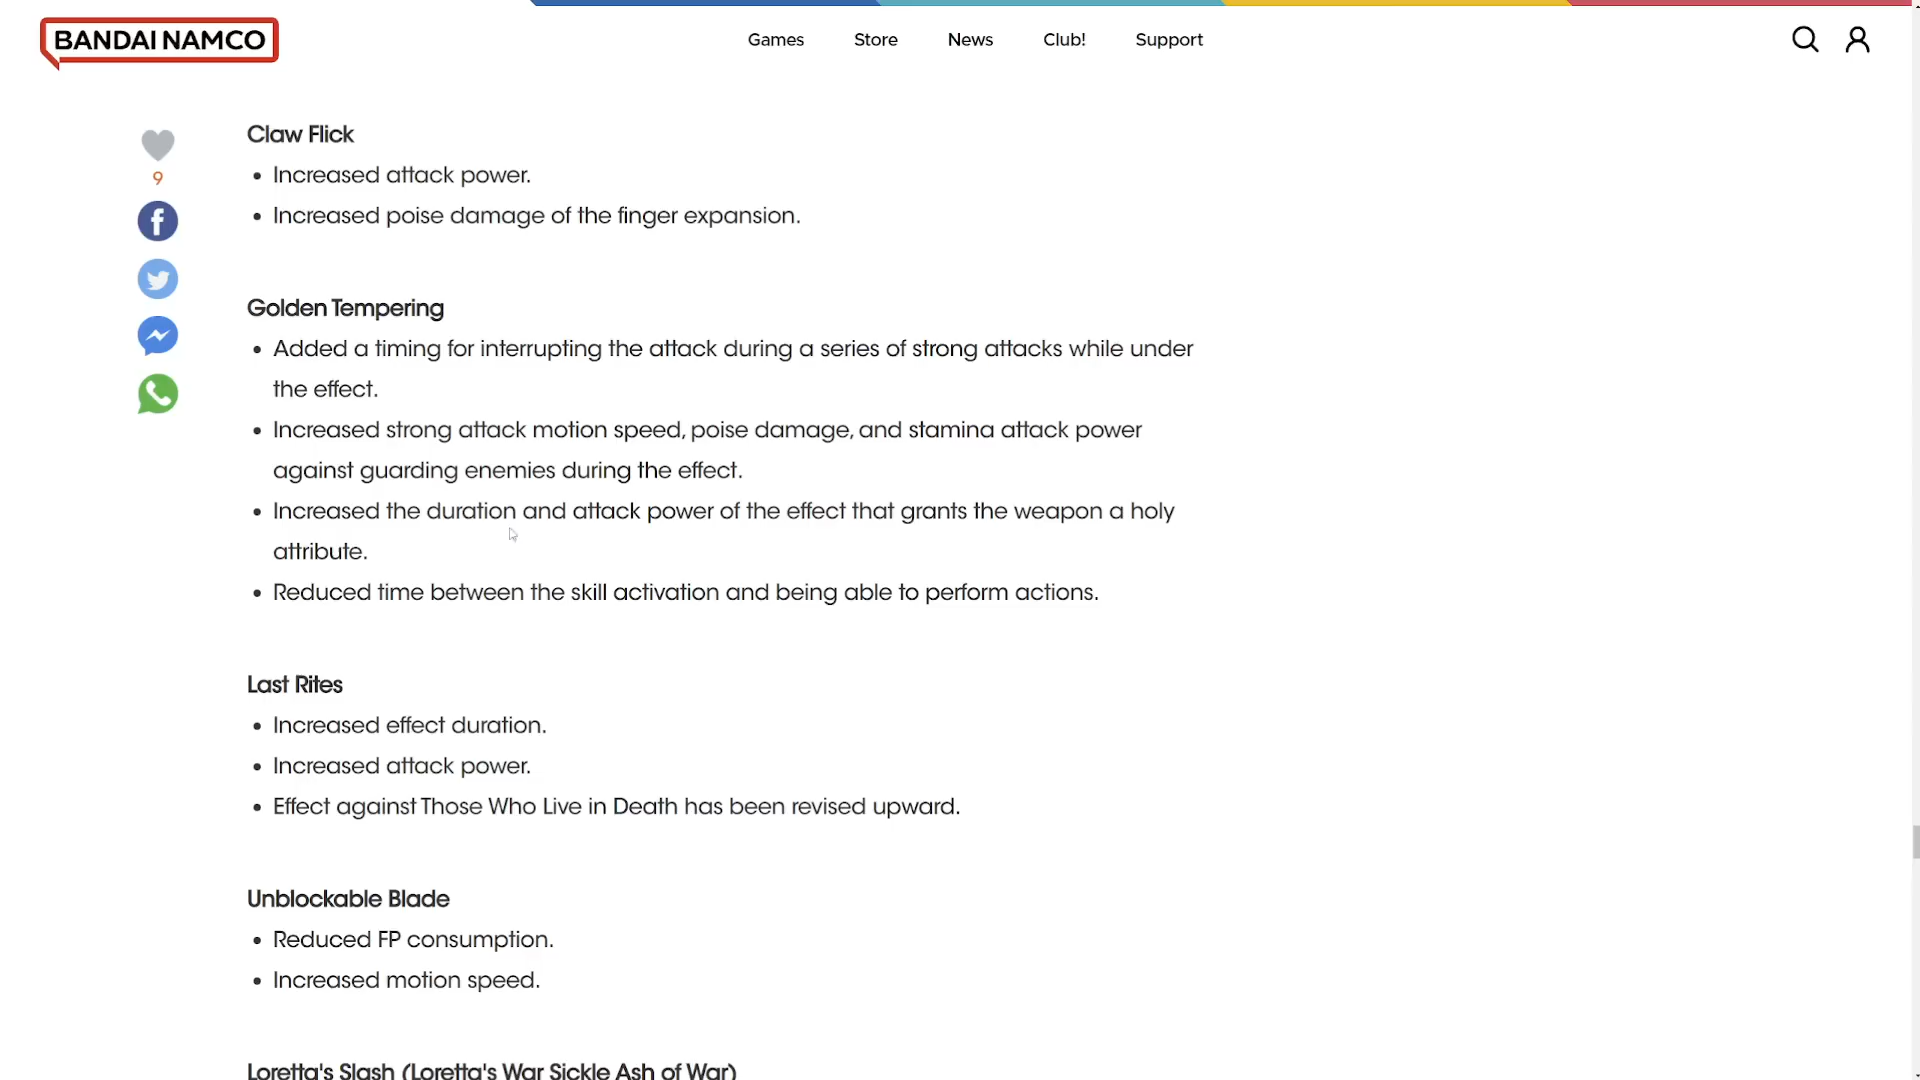 BANDAI NAMCO
Games Store News Club! Support
Claw Flick
• Increased attack power.
9
• Increased poise damage of the finger expansion.
Golden Tempering
• Added a timing for interrupting the attack during a series of strong attacks while under
the effect.
• Increased strong attack motion speed, poise damage, and stamina attack power
against guarding enemies during the effect.
• Increased the duration and attack power of the effect that grants the weapon a holy
attribute.
• Reduced time between the skill activation and being able to perform actions.
Last Rites
• Increased effect duration.
• Increased attack power.
• Effect against Those Who Live in Death has been revised upward.
Unblockable Blade
• Reduced FP consumption.
• Increased motion speed.
Loretta's Slash (Loretta's War Sickle Ash of War)